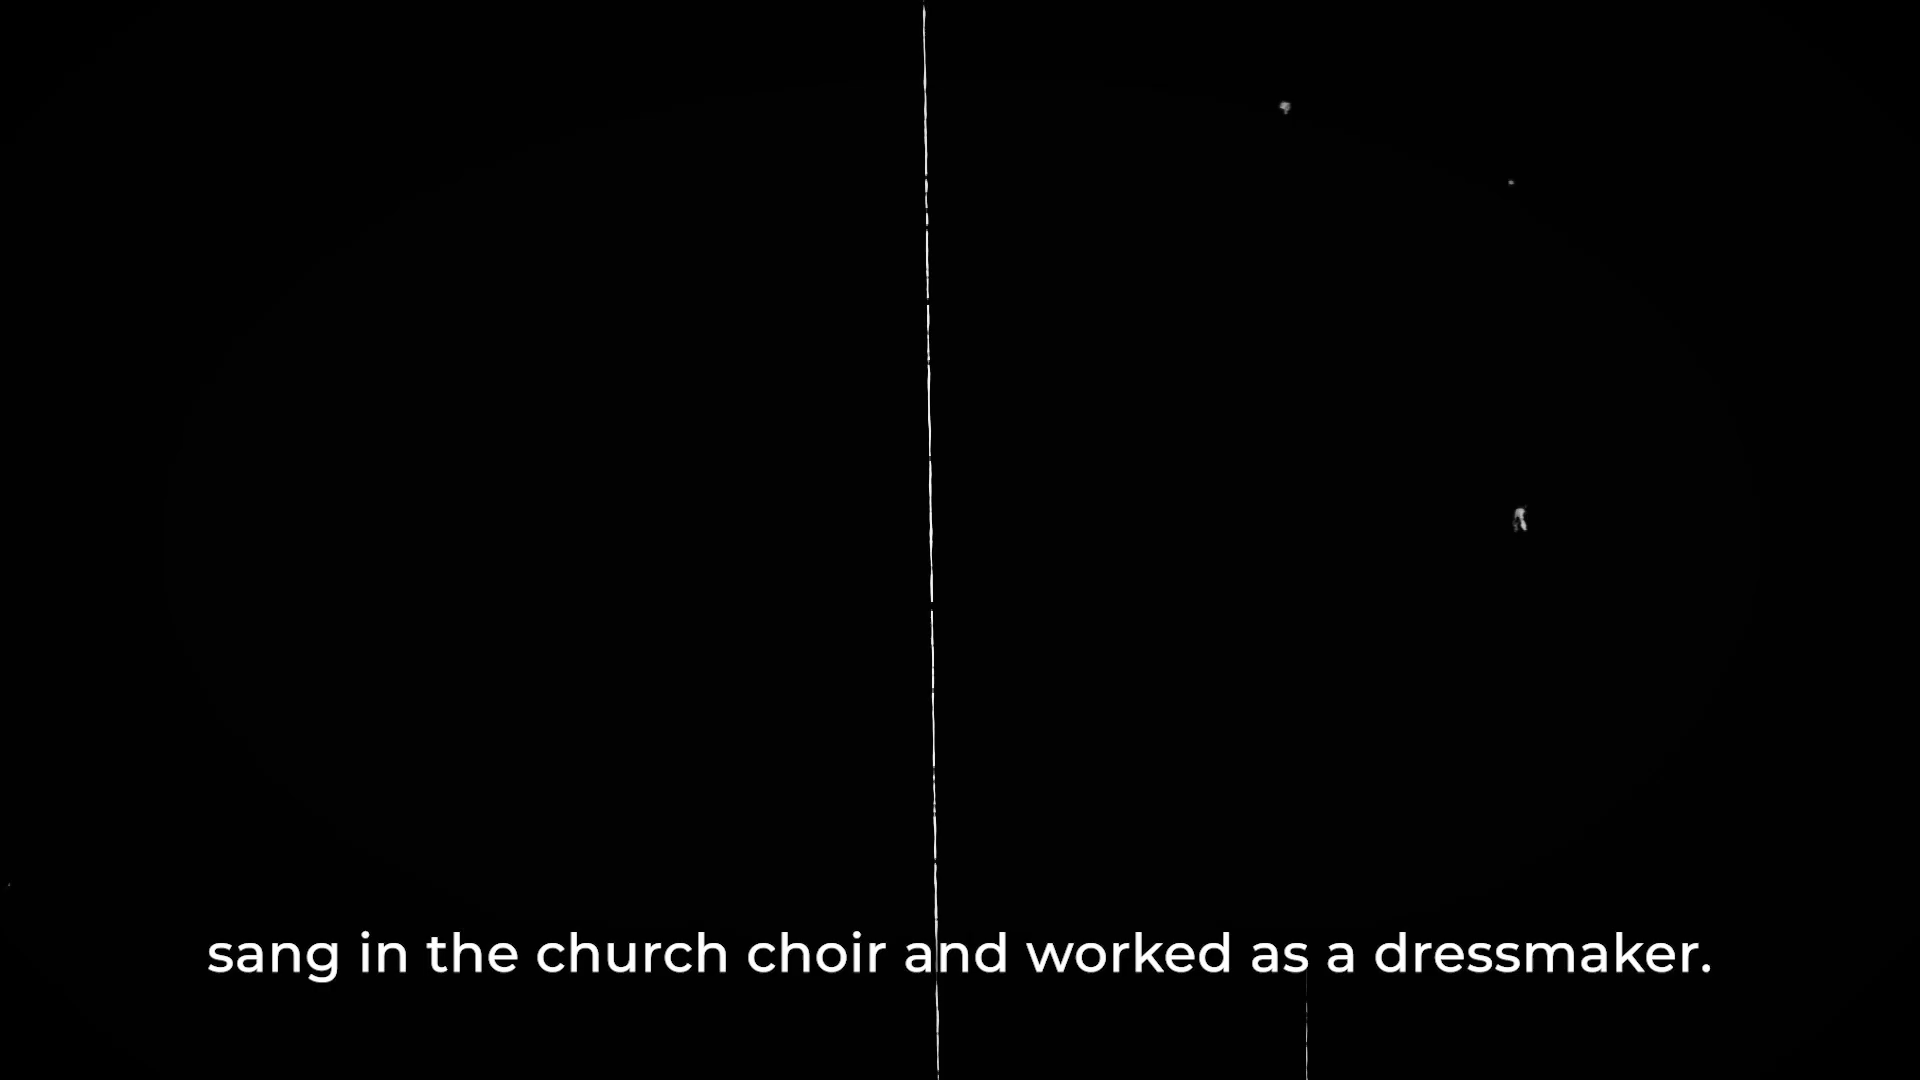 sang in the church choir and worked as a dressmaker.